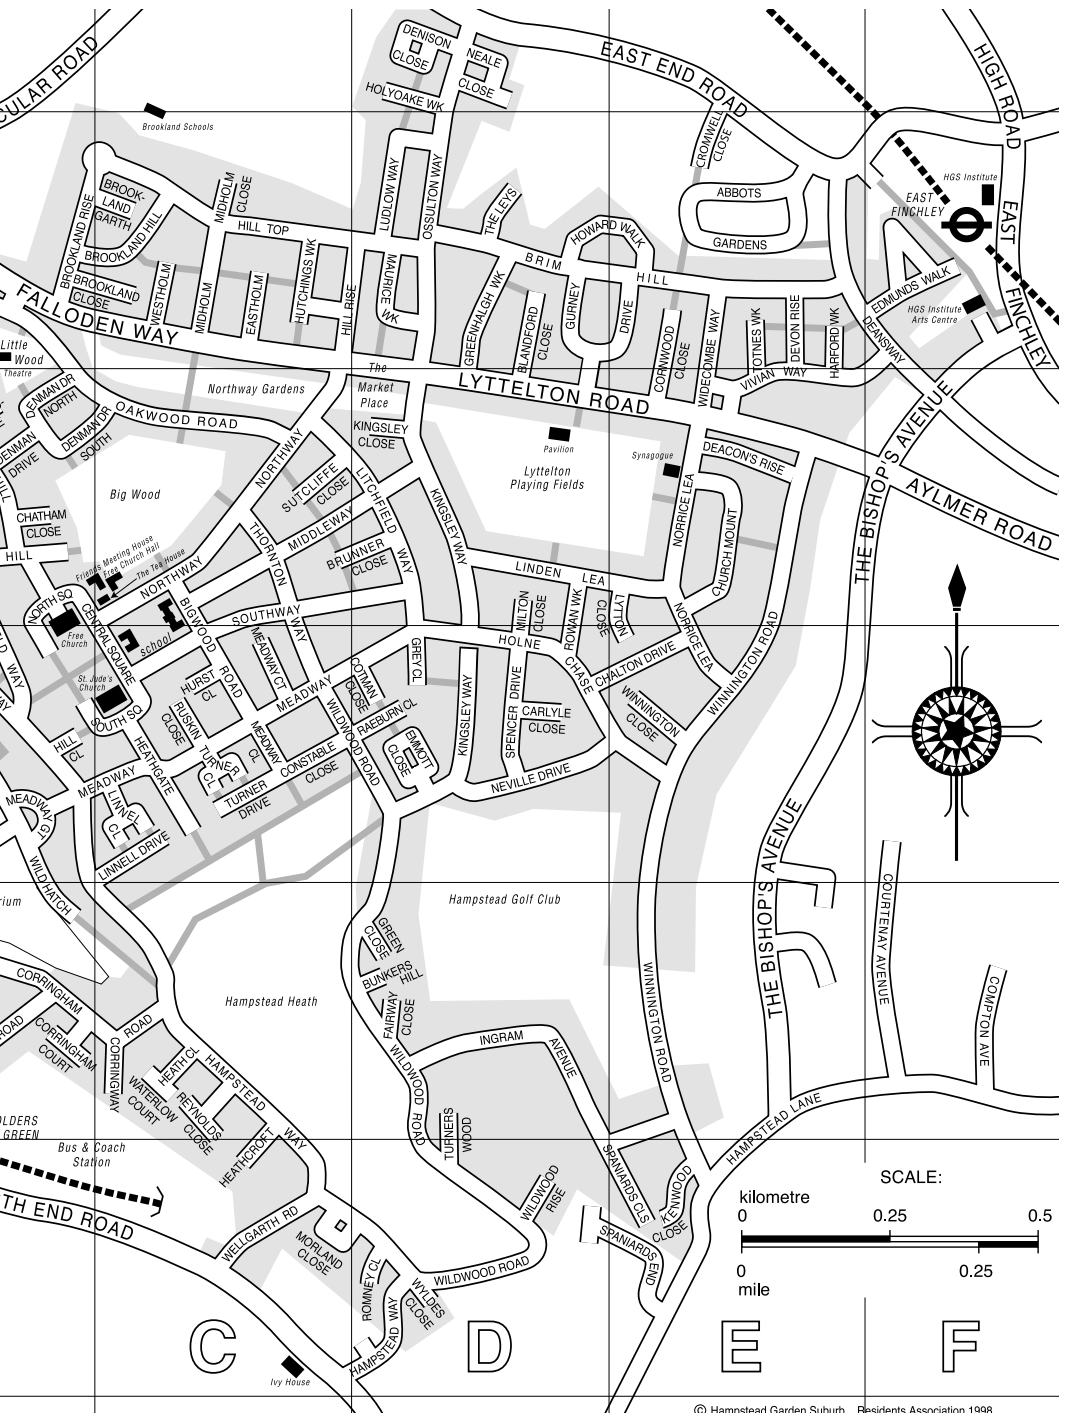 CULAR ROAD
DENISON
CLOSE
NEALE
CLOSE
HOLYOAKE WK
EAST END ROAD
HIGH ROAD
Brookland Schools
CROMWELL
CLOSE
HGS Institute
EAST
FINCHLEY
BROOK-
LAND
GARTH
MIDHOLM
CLOSE
LUDLOW WAY
OSSULTON WAY
THE LEYS
ABBOTS
GARDENS
HOWARD WALK
BROOKLAND RISE
BROOKLAND HILL
HILL TOP
BRIM
HILL
BROOKLAND
CLOSE
WESTHOLM
MIDHOLM
EASTHOLM
HUTCHINGS WK
HILL RISE
MAURICE
WK
GREENHALGH WK
BLANDFORD
CLOSE
GURNEY
DRIVE
CORNWOOD
CLOSE
WIDECOMBE WAY
TOTNES WK
DEVON RISE
HARFORD WK
VIVIAN WAY
DEANSWAY
EDMUNDS WALK
HGS Institute
Arts Centre
EAST FINCHLEY
FALLODEN WAY
Little
Wood
Theatre
Northway Gardens
The
Market
Place
LYTTELTON ROAD
DENMAN DR
NORTH
DENMAN DR
SOUTH
DENMAN
DRIVE
OAKWOOD ROAD
KINGSLEY
CLOSE
Pavilion
Lyttelton
Playing Fields
Synagogue
DEACON'S RISE
THE BISHOP'S AVENUE
AYLMER ROAD
HILL
CHATHAM
CLOSE
HILL
Big Wood
NORTHWAY
SUTCLIFFE
CLOSE
LITCHFIELD
WAY
KINGSLEY WAY
NORRICE LEA
CHURCH MOUNT
MIDDLEWAY
BRUNNER
CLOSE
THORNTON
WAY
LINDEN LEA
Friends Meeting House
Free Church Hall
The Tea House
NORTHWAY
NORTH SQ
CENTRAL SQUARE
Free
Church
school
BIGWOOD
ROAD
SOUTHWAY
MILTON
CLOSE
ROWAN WK
LYTTON
CLOSE
NORRICE LEA
WINNINGTON ROAD
St. Jude's
Church
SOUTH SQ
HURST
CL
MEADWAY CT
COTMAN
CLOSE
GREY CL
HOLNE
CHASE
CHALTON DRIVE
WINNINGTON
CLOSE
KINGSLEY WAY
SPENCER DRIVE
CARLYLE
CLOSE
MEADWAY
RUSKIN
CLOSE
WILDWOOD ROAD
RAEBURN CL
EMMOTT
CLOSE
HILL
CL
HEATHGATE
TURNER
CL
MEADWAY
CL
CONSTABLE
CLOSE
TURNER
DRIVE
NEVILLE DRIVE
MEADWAY
MEADWAY GT
LINNELL
CL
LINNELL DRIVE
WILD HATCH
rium
Hampstead Golf Club
THE BISHOP'S AVENUE
COURTENAY AVENUE
COMPTON AVE
GREEN
CLOSE
BUNKERS
HILL
FAIRWAY
CLOSE
Hampstead Heath
WINNINGTON ROAD
CORRINGHAM
ROAD
ROAD
CORRINGHAM
COURT
CORRINGWAY
HEATH CL
WATERLOW
COURT
REYNOLDS
CLOSE
HEATHCROFT
HAMPSTEAD
WAY
INGRAM
AVENUE
WILDWOOD ROAD
TURNERS
WOOD
HAMPSTEAD LANE
OLDERS
GREEN
Bus & Coach
Station
TH END ROAD
WELLGARTH RD
MORLAND
CLOSE
ROMNEY CL
HAMPSTEAD WAY
WYLDES
CLOSE
WILDWOOD ROAD
WILDWOOD
RISE
SPANIARDS CLS
KENWOOD
CLOSE
SPANIARDS END
Ivy House
SCALE:
kilometre
0 0.25 0.5
0 0.25
mile
C D E F
© Hampstead Garden Suburb Residents Association 1998